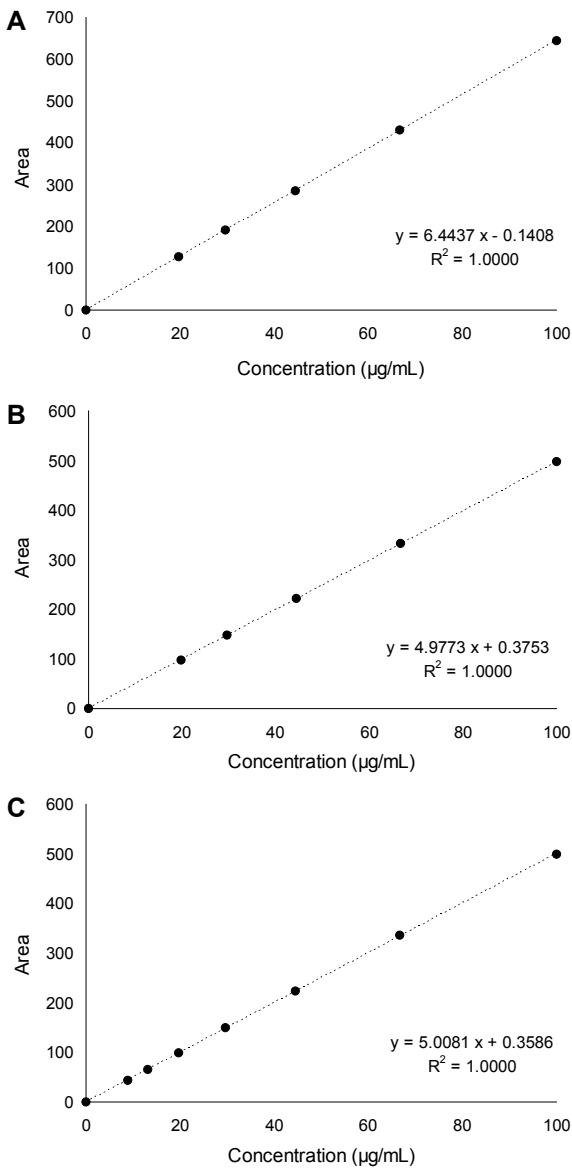 A
700
600
500
400
300
200
100
0
Area
y = 6.4437 x - 0.1408
R² = 1.0000
0 20 40 60 80 100
Concentration (µg/mL)
B
600
500
400
300
200
100
0
Area
y = 4.9773 x + 0.3753
R² = 1.0000
0 20 40 60 80 100
Concentration (µg/mL)
C
600
500
400
300
200
100
0
Area
y = 5.0081 x + 0.3586
R² = 1.0000
0 20 40 60 80 100
Concentration (µg/mL)